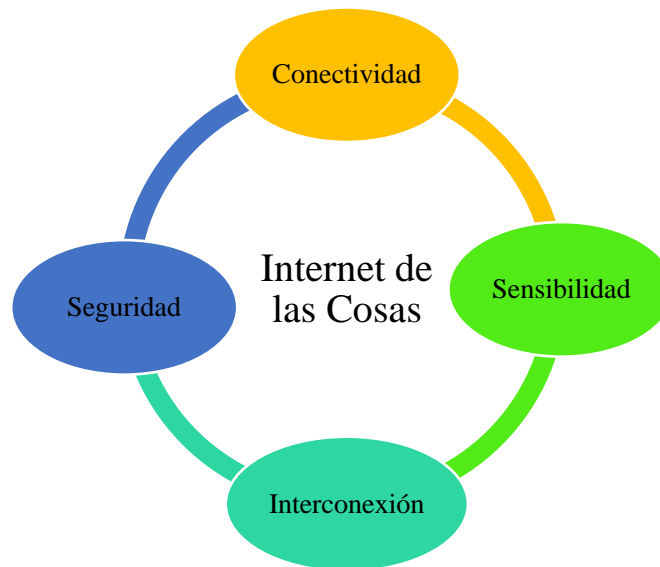 Conectividad
Internet de
las Cosas
Sensibilidad
Seguridad
Interconexión